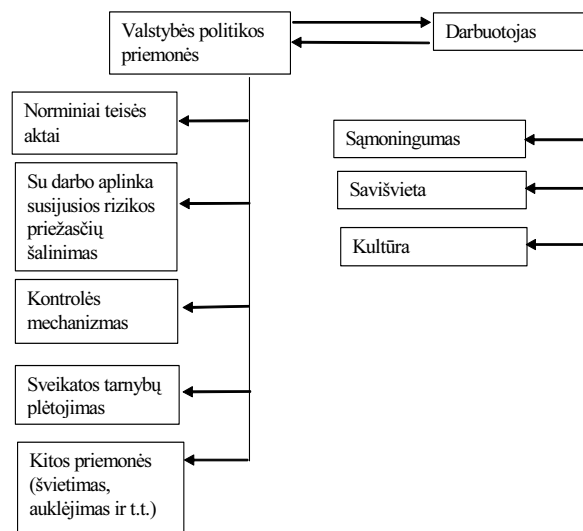 Valstybės politikos
priemonės
Darbuotojas
Norminiai teisės
aktai
Su darbo aplinka
susijusios rizikos
priežasčių
šalinimas
Kontrolės
mechanizmas
Sveikatos tarnybų
plėtojimas
Kitos priemonės
(švietimas,
auklėjimas ir t.t.)
Sąmoningumas
Savišvieta
Kultūra